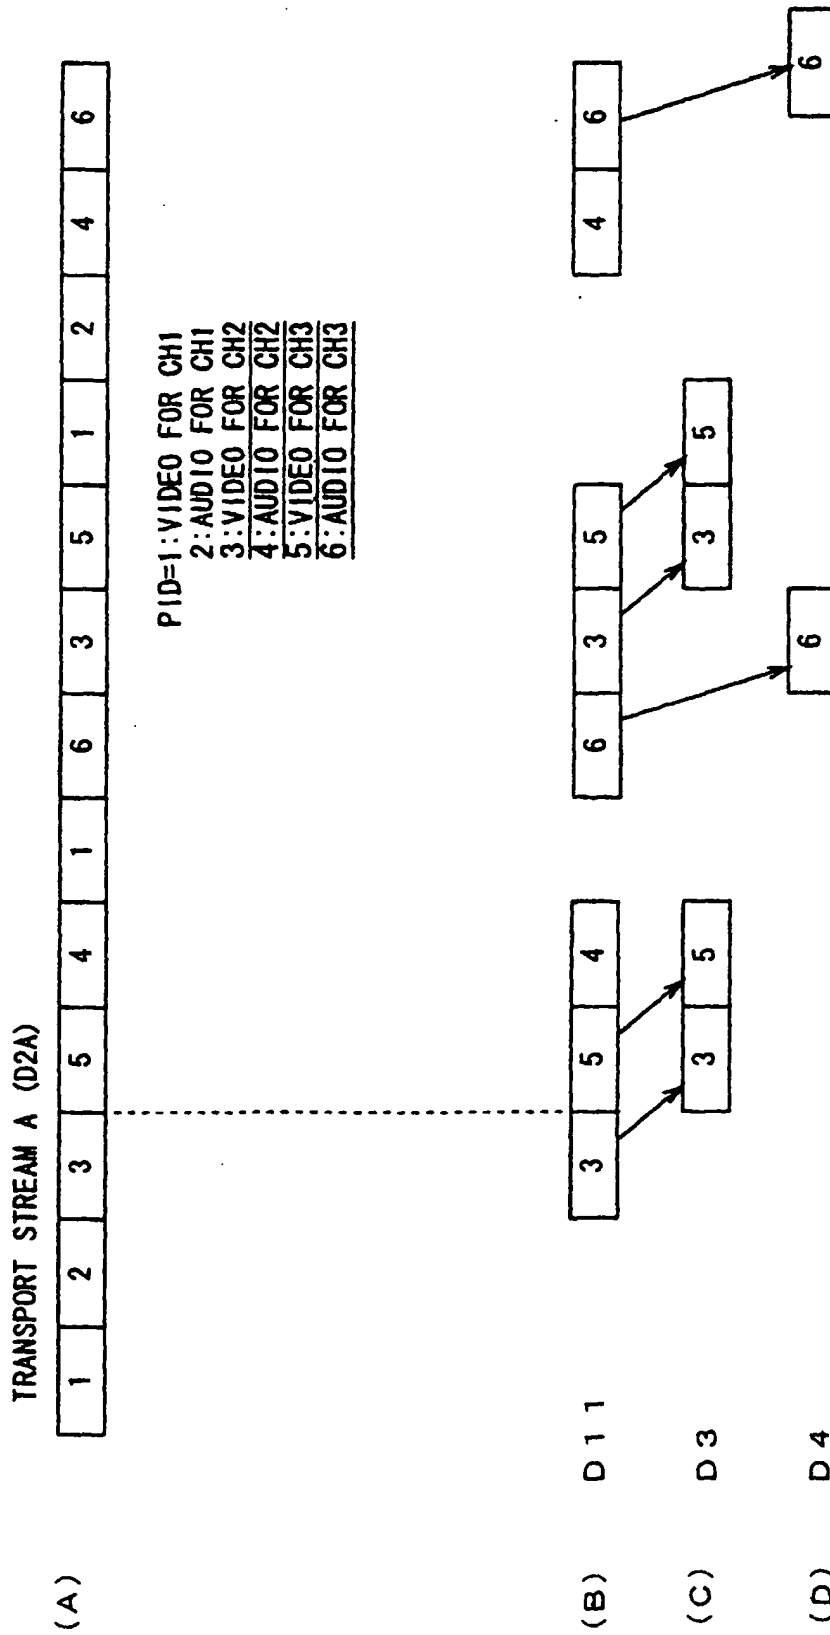 TRANSPORT STREAM A (D2A)
(A) 1 2 3 5 4 1 6 3 5 1 2 4 6
PID=1:VIDEO FOR CH1
2:AUDIO FOR CH1
3:VIDEO FOR CH2
4:AUDIO FOR CH2
5:VIDEO FOR CH3
6:AUDIO FOR CH3
(B) D11 3 5 4 6 3 5 4 6
(C) D3 3 5 3 5
(D) D4 6 6